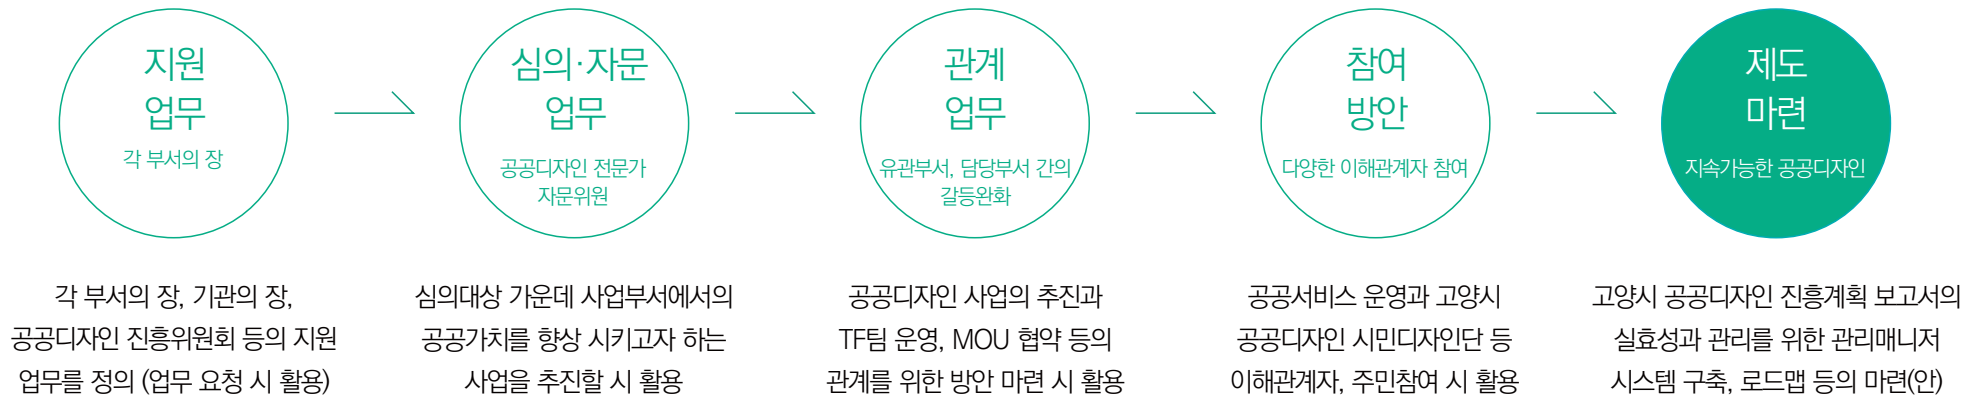 지원
업무
각 부서의 장
심의·자문
업무
공공디자인 전문가
자문위원
관계
업무
유관부서, 담당부서 간의
갈등완화
참여
방안
다양한 이해관계자 참여
제도
마련
지속가능한 공공디자인
각 부서의 장, 기관의 장,
공공디자인 진흥위원회 등의 지원
업무를 정의 (업무 요청 시 활용)
심의대상 가운데 사업부서에서의
공공가치를 향상 시키고자 하는
사업을 추진할 시 활용
공공디자인 사업의 추진과
TF팀 운영, MOU 협약 등의
관계를 위한 방안 마련 시 활용
공공서비스 운영과 고양시
공공디자인 시민디자인단 등
이해관계자, 주민참여 시 활용
고양시 공공디자인 진흥계획 보고서의
실효성과 관리를 위한 관리매니저
시스템 구축, 로드맵 등의 마련(안)